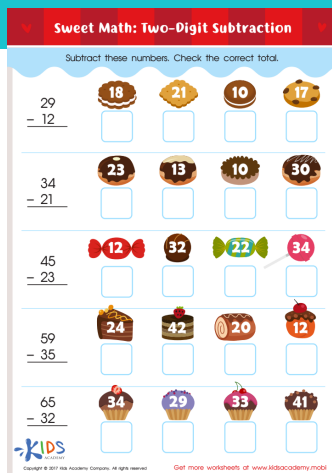 Sweet Math: Two-Digit Subtraction
Subtract these numbers. Check the correct total.
29
- 12
18 21 10 17
34
- 21
23 13 10 30
45
- 23
12 32 22 34
59
- 35
24 42 20 12
65
- 32
34 29 33 41
KIDS
ACADEMY
Copyright © 2017 Kids Academy Company. All rights reserved
Get more worksheets at www.kidsacademy.mobi